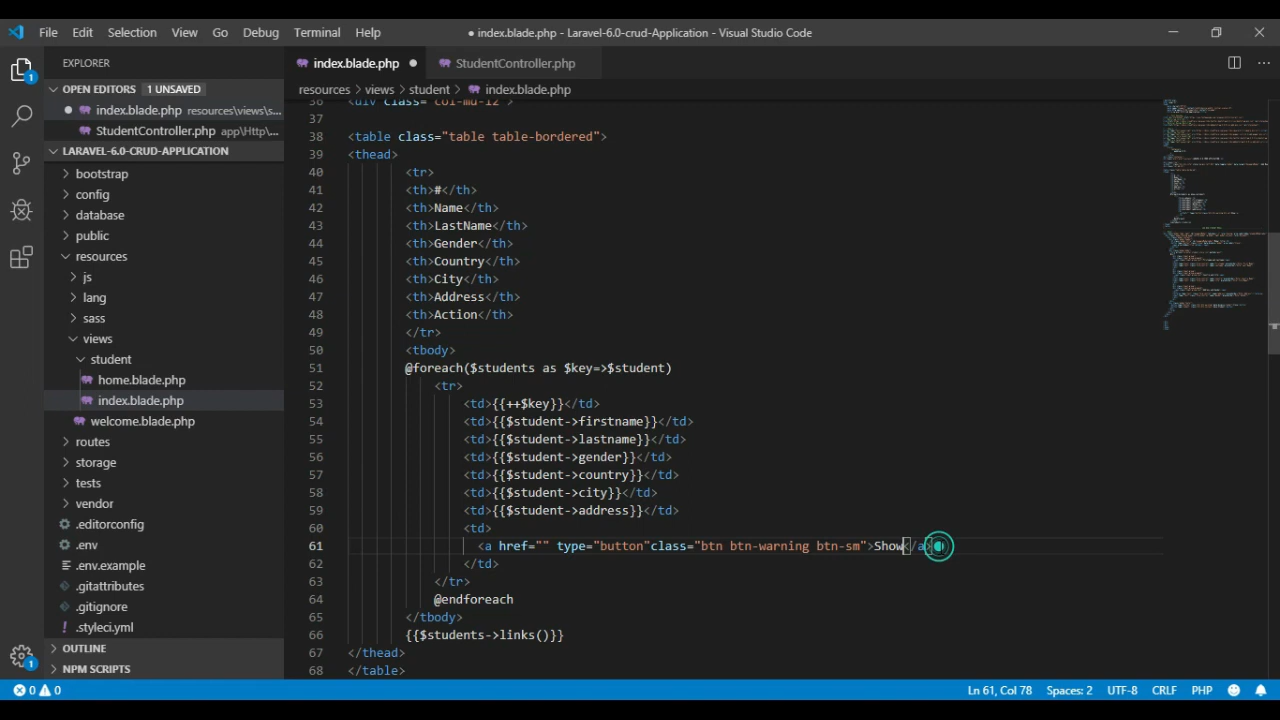 File Edit Selection View Go Debug Terminal Help
● index.blade.php - Laravel-6.0-crud-Application - Visual Studio Code
EXPLORER
OPEN EDITORS 1 UNSAVED
index.blade.php resources\views\s...
StudentController.php app\Http\...
LARAVEL-6.0-CRUD-APPLICATION
bootstrap
config
database
public
resources
js
lang
sass
views
student
home.blade.php
index.blade.php
welcome.blade.php
routes
storage
tests
vendor
.editorconfig
.env
.env.example
.gitattributes
.gitignore
.styleci.yml
OUTLINE
NPM SCRIPTS
1
1
index.blade.php StudentController.php
resources > views > student > index.blade.php
36 <div class="col-md-12">
37
38 <table class="table table-bordered">
39 <thead>
40 <tr>
41 <th>#</th>
42 <th>Name</th>
43 <th>LastName</th>
44 <th>Gender</th>
45 <th>Country</th>
46 <th>City</th>
47 <th>Address</th>
48 <th>Action</th>
49 </tr>
50 <tbody>
51 @foreach($students as $key=>$student)
52 <tr>
53 <td>{{++$key}}</td>
54 <td>{{$student->firstname}}</td>
55 <td>{{$student->lastname}}</td>
56 <td>{{$student->gender}}</td>
57 <td>{{$student->country}}</td>
58 <td>{{$student->city}}</td>
59 <td>{{$student->address}}</td>
60 <td>
61 <a href="" type="button"class="btn btn-warning btn-sm">Show</a>
62 </td>
63 </tr>
64 @endforeach
65 </tbody>
66 {{$students->links()}}
67 </thead>
68 </table>
0 0 Ln 61, Col 78 Spaces: 2 UTF-8 CRLF PHP